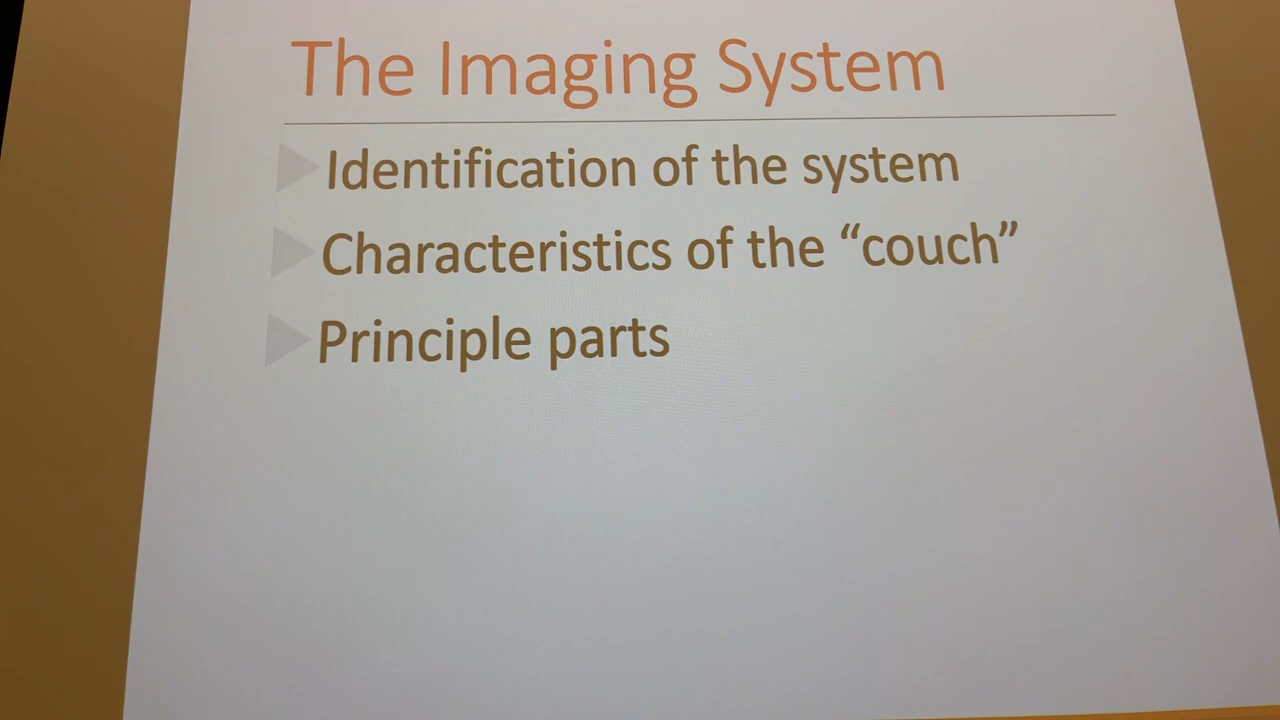 The Imaging System
Identification of the system
Characteristics of the “couch”
Principle parts